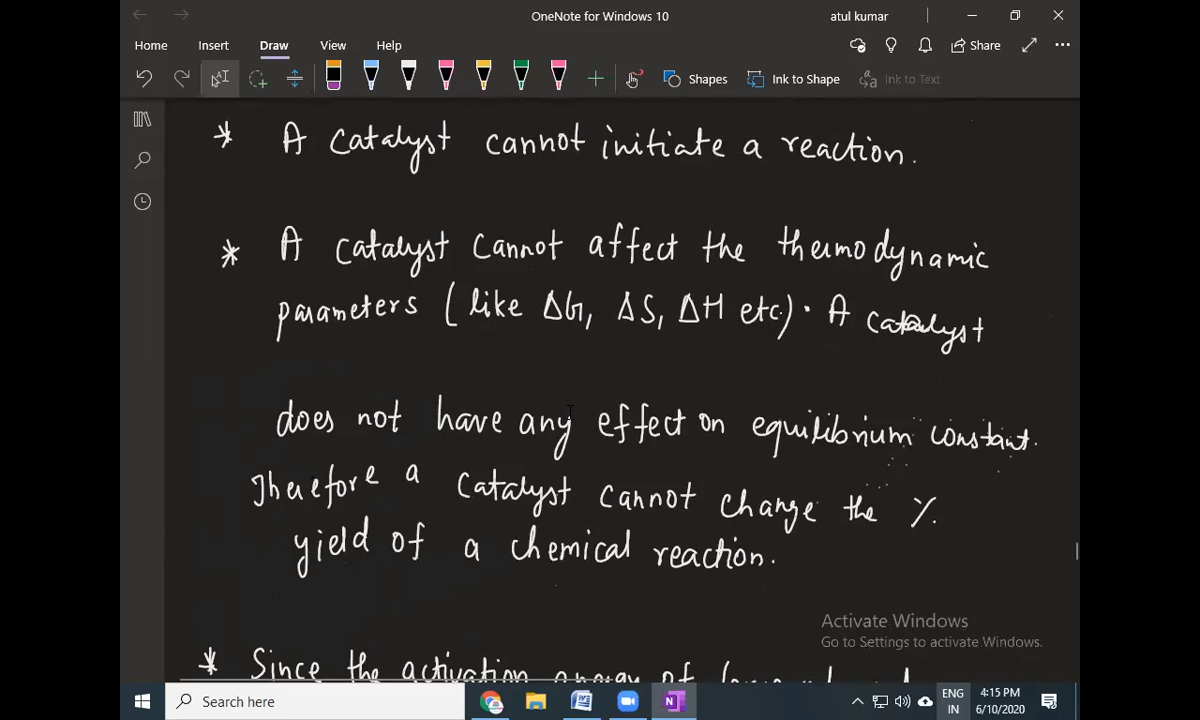 OneNote for Windows 10
atul kumar
Home Insert Draw View Help
Share
Shapes Ink to Shape Ink to Text
* A catalyst cannot initiate a reaction.
* A catalyst cannot affect the thermodynamic
parameters (like ΔG, ΔS, ΔH etc). A catalyst
does not have any effect on equilibrium constant.
Therefore a catalyst cannot change the %
yield of a chemical reaction.
Activate Windows
Go to Settings to activate Windows.
* Since the activation energy of
Search here
ENG
IN
4:15 PM
6/10/2020